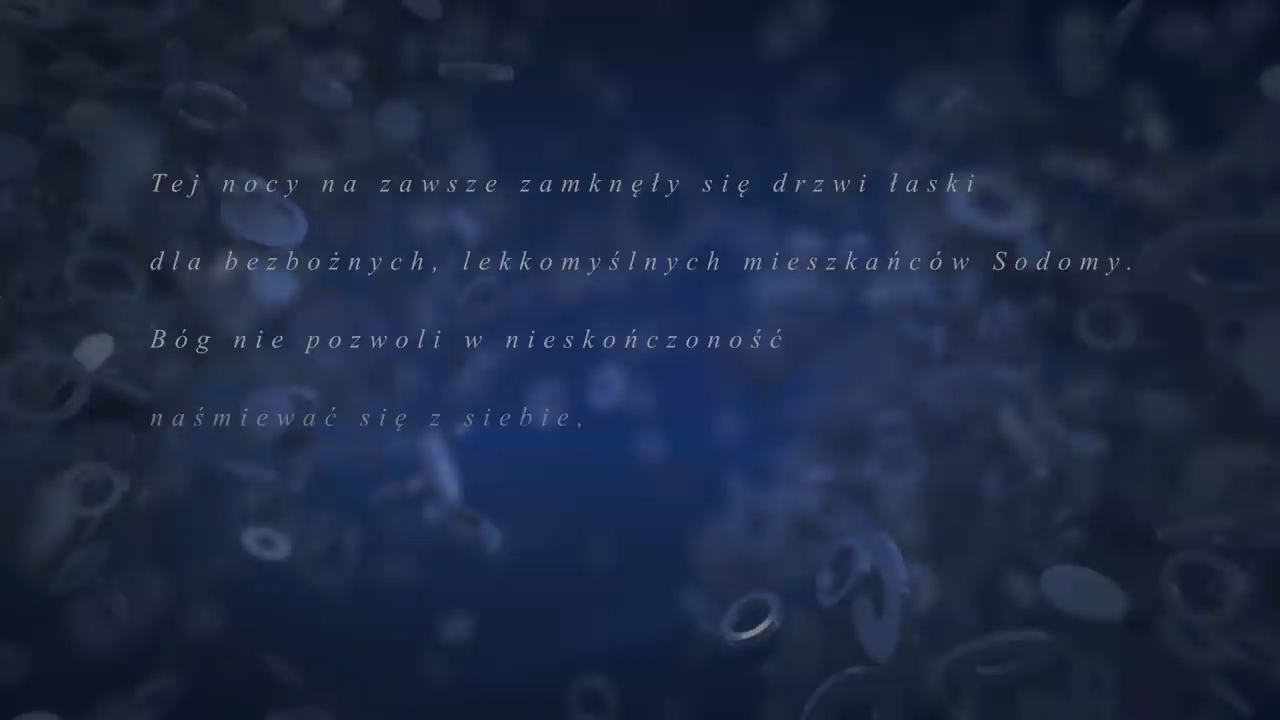 Tej nocy na zawsze zamknęły się drzwi łaski
dla bezbożnych, lekkomyślnych mieszkańców Sodomy.
Bóg nie pozwoli w nieskończoność
naśmiewać się z siebie,